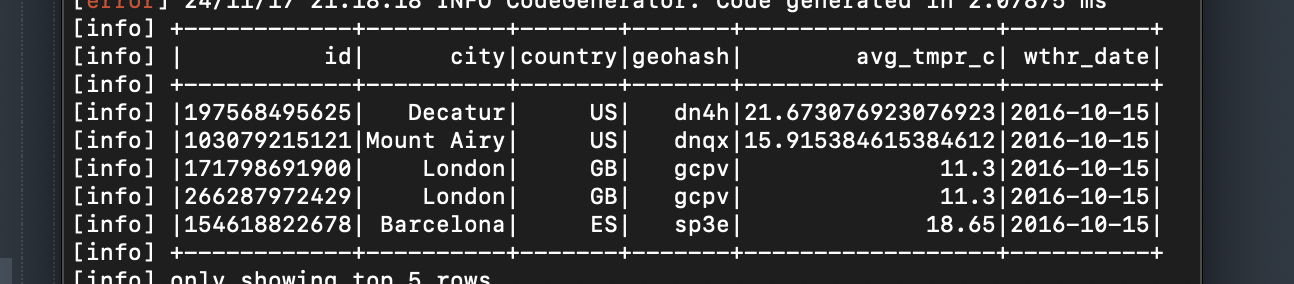 [error] 24/11/17 21:18:18 INFO CodeGenerator: Code generated in 2.07875 ms
[info] +------------+----------+-------+-------+------------------+----------+
[info] |          id|      city|country|geohash|        avg_tmpr_c| wthr_date|
[info] +------------+----------+-------+-------+------------------+----------+
[info] |197568495625|   Decatur|     US|   dn4h|21.673076923076923|2016-10-15|
[info] |103079215121|Mount Airy|     US|   dnqx|15.915384615384612|2016-10-15|
[info] |171798691900|    London|     GB|   gcpv|              11.3|2016-10-15|
[info] |266287972429|    London|     GB|   gcpv|              11.3|2016-10-15|
[info] |154618822678| Barcelona|     ES|   sp3e|             18.65|2016-10-15|
[info] +------------+----------+-------+-------+------------------+----------+
[info] only showing top 5 rows